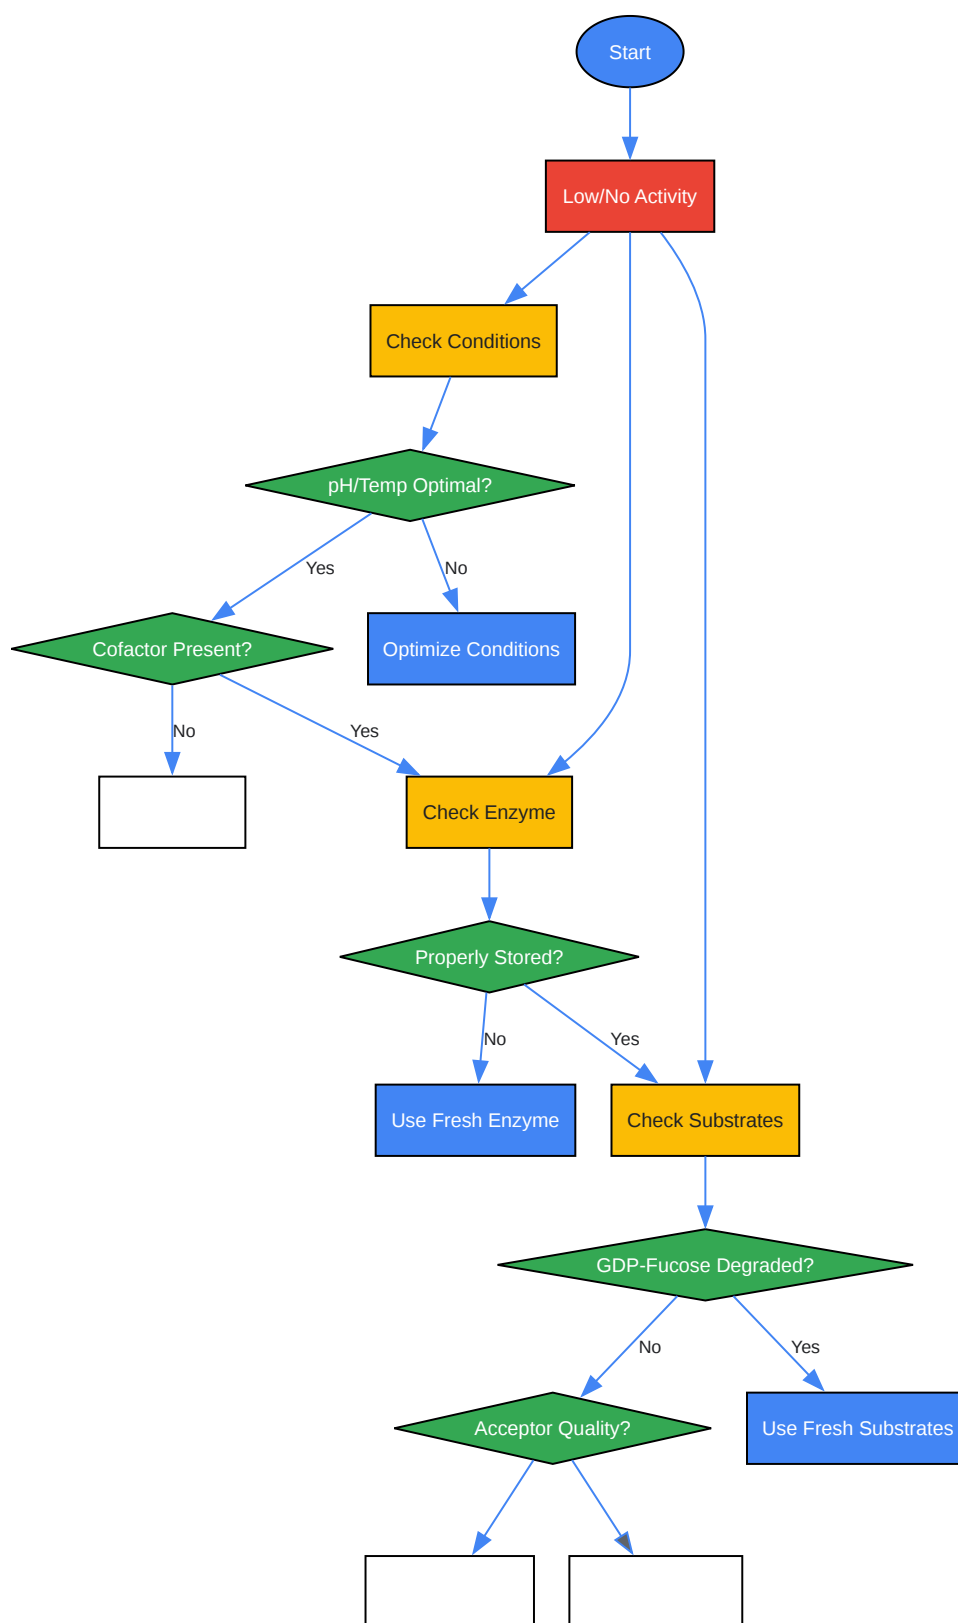 Start
Low/No Activity
Check Conditions
pH/Temp Optimal?
Yes
No
Cofactor Present?
Optimize Conditions
No
Yes
Check Enzyme
Properly Stored?
No
Yes
Use Fresh Enzyme
Check Substrates
GDP-Fucose Degraded?
No
Yes
Acceptor Quality?
Use Fresh Substrates